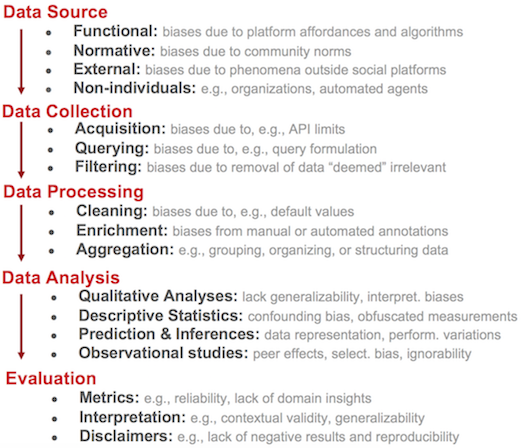 Data Source
• Functional: biases due to platform affordances and algorithms
• Normative: biases due to community norms
• External: biases due to phenomena outside social platforms
• Non-individuals: e.g., organizations, automated agents
Data Collection
• Acquisition: biases due to, e.g., API limits
• Querying: biases due to, e.g., query formulation
• Filtering: biases due to removal of data “deemed” irrelevant
Data Processing
• Cleaning: biases due to, e.g., default values
• Enrichment: biases from manual or automated annotations
• Aggregation: e.g., grouping, organizing, or structuring data
Data Analysis
• Qualitative Analyses: lack generalizability, interpret. biases
• Descriptive Statistics: confounding bias, obfuscated measurements
• Prediction & Inferences: data representation, perform. variations
• Observational studies: peer effects, select. bias, ignorability
Evaluation
• Metrics: e.g., reliability, lack of domain insights
• Interpretation: e.g., contextual validity, generalizability
• Disclaimers: e.g., lack of negative results and reproducibility